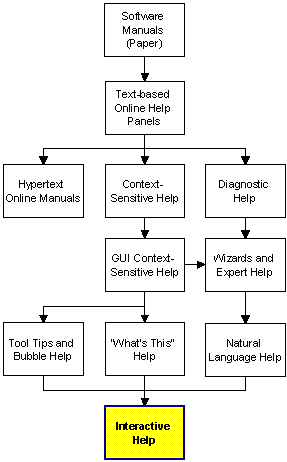 Software
Manuals
(Paper)
Text-based
Online Help
Panels
Hypertext
Online Manuals
Context-
Sensitive Help
Diagnostic
Help
GUI Context-
Sensitive Help
Wizards and
Expert Help
Tool Tips and
Bubble Help
"What's This"
Help
Natural
Language Help
Interactive
Help